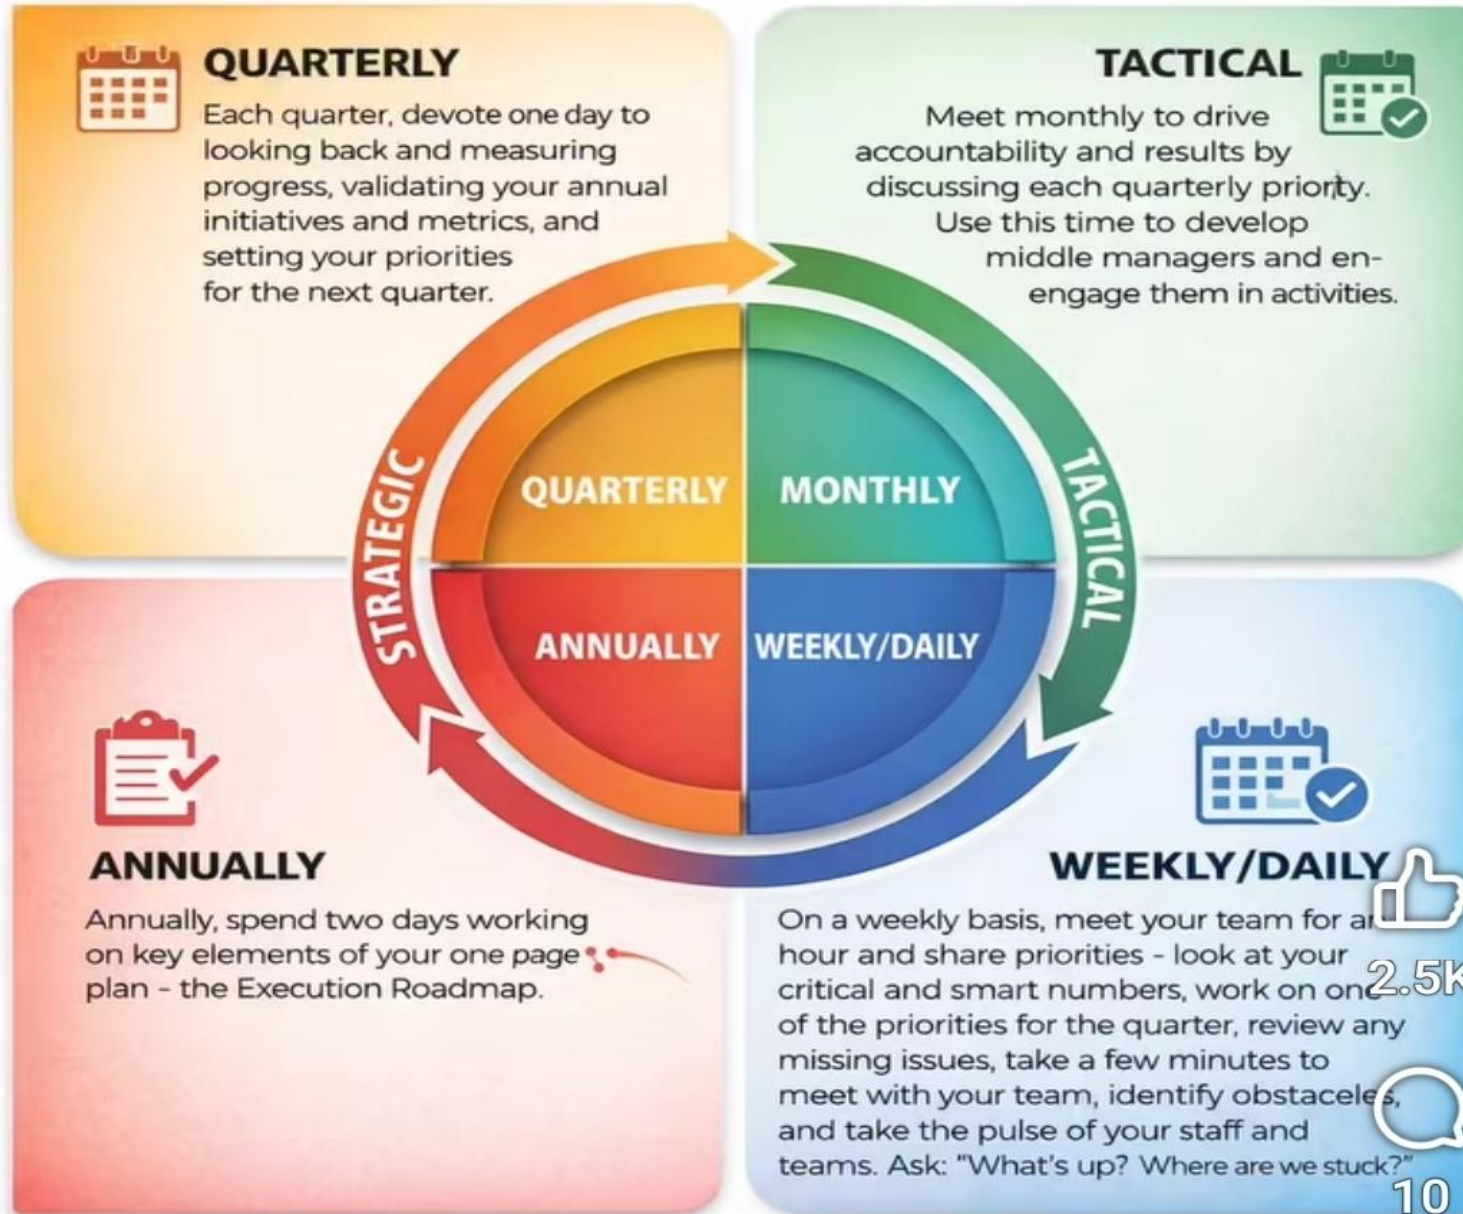 QUARTERLY
Each quarter, devote one day to
looking back and measuring
progress, validating your annual
initiatives and metrics, and
setting your priorities
for the next quarter.
TACTICAL
Meet monthly to drive
accountability and results by
discussing each quarterly priority.
Use this time to develop
middle managers and en-
engage them in activities.
STRATEGIC
TACTICAL
QUARTERLY
MONTHLY
ANNUALLY
WEEKLY/DAILY
ANNUALLY
Annually, spend two days working
on key elements of your one page
plan - the Execution Roadmap.
WEEKLY/DAILY
On a weekly basis, meet your team for an
hour and share priorities - look at your
critical and smart numbers, work on one
of the priorities for the quarter, review any
missing issues, take a few minutes to
meet with your team, identify obstaceles,
and take the pulse of your staff and
teams. Ask: "What's up? Where are we stuck?"
2.5K
10